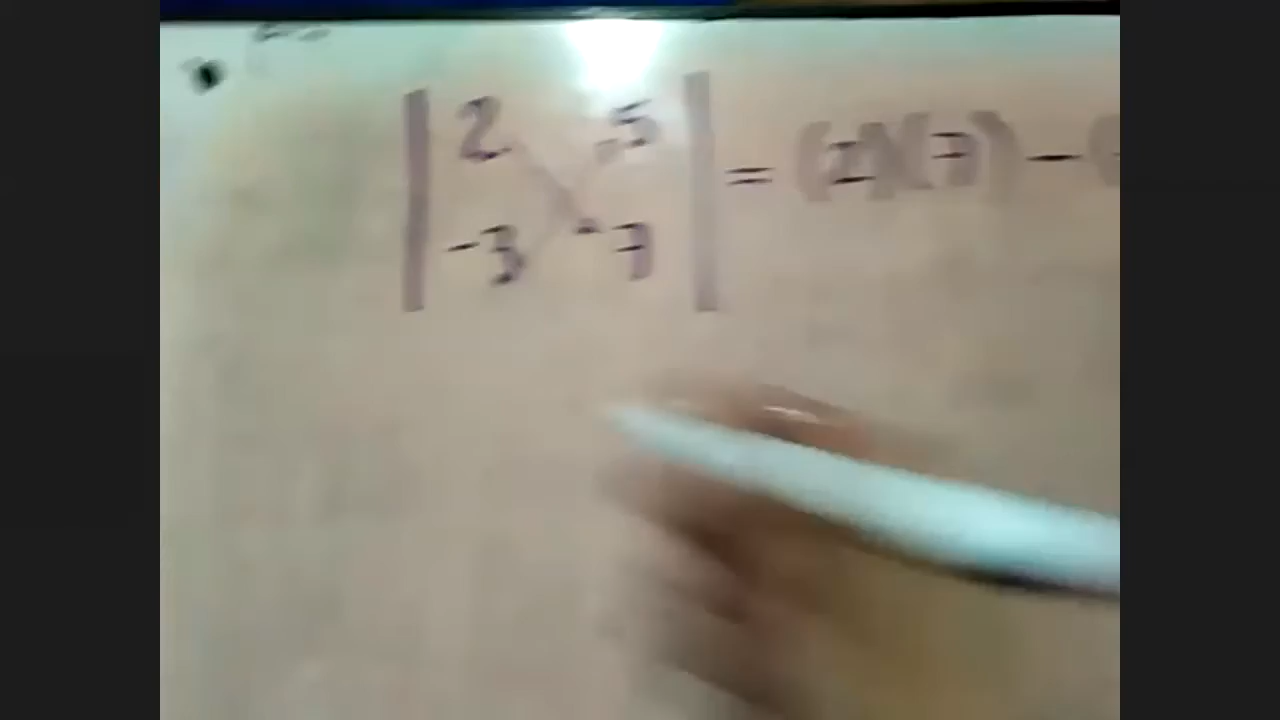 | 2 5 | = (2)(7) - (
| -3 7 |